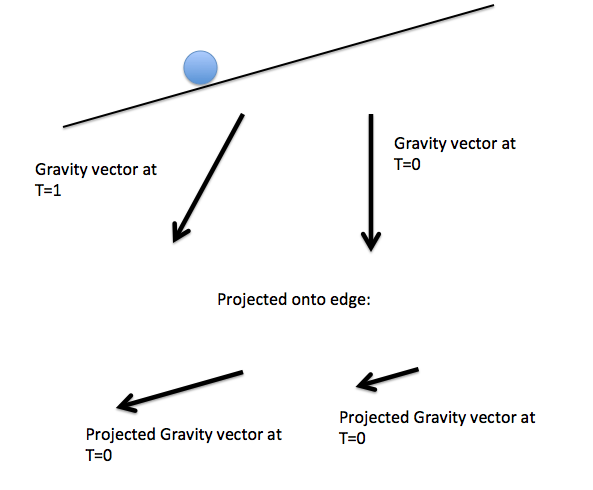 Gravity vector at
T=1
Gravity vector at
T=0
Projected onto edge:
Projected Gravity vector at
T=0
Projected Gravity vector at
T=0